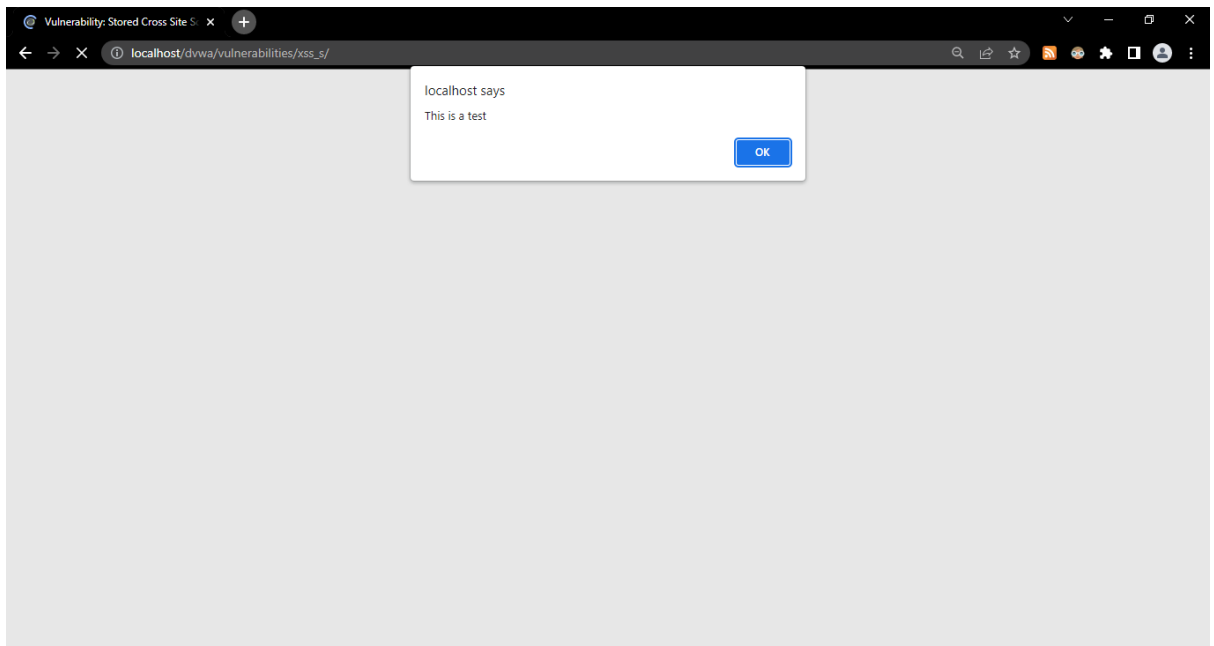 Vulnerability: Stored Cross Site Sc
localhost/dvwa/vulnerabilities/xss_s/
localhost says
This is a test
OK